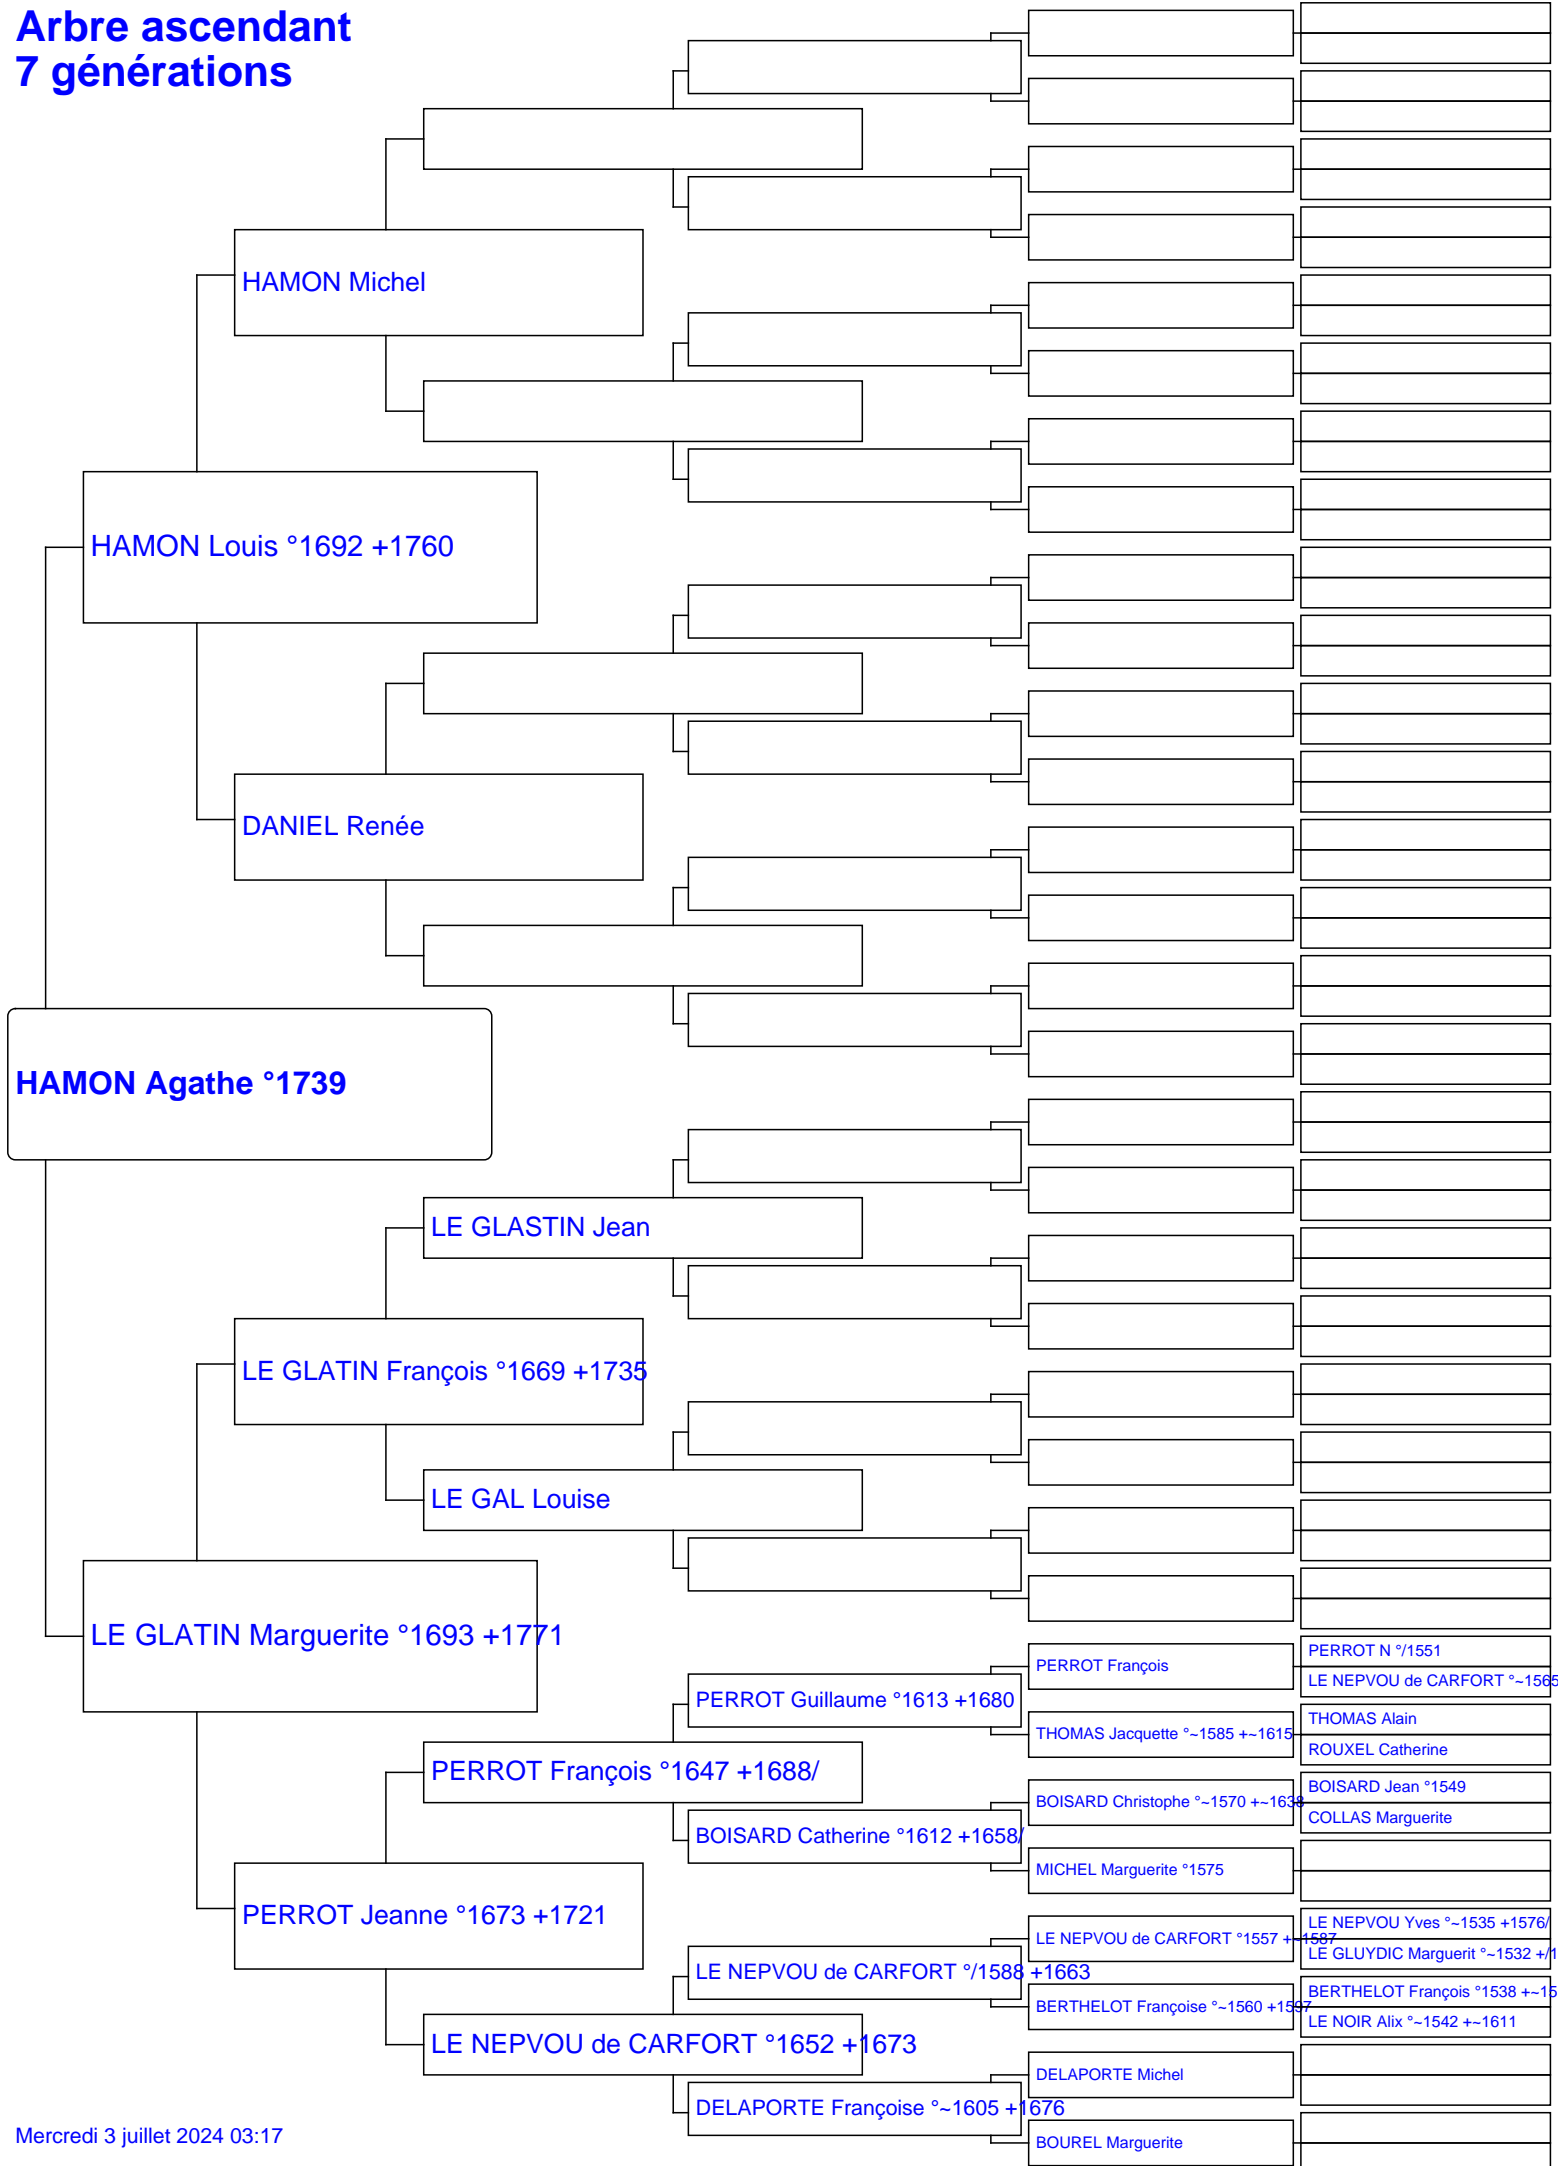 Arbre ascendant
7 générations
HAMON Michel
HAMON Louis °1692 +1760
DANIEL Renée
HAMON Agathe °1739
LE GLASTIN Jean
LE GLATIN François °1669 +1735
LE GAL Louise
LE GLATIN Marguerite °1693 +1771
PERROT N °/1551
PERROT François
LE NEPVOU de CARFORT °~1565
PERROT Guillaume °1613 +1680
THOMAS Alain
THOMAS Jacquette °~1585 +~1615
ROUXEL Catherine
PERROT François °1647 +1688/
BOISARD Jean °1549
BOISARD Christophe °~1570 +~1638
COLLAS Marguerite
BOISARD Catherine °1612 +1658/
MICHEL Marguerite °1575
PERROT Jeanne °1673 +1721
LE NEPVOU Yves °~1535 +1576/
LE NEPVOU de CARFORT °1557 +~1587
LE GLUYDIC Marguerit °~1532 +/1
LE NEPVOU de CARFORT °/1588 +1663
BERTHELOT François °1538 +~15
BERTHELOT Françoise °~1560 +1597
LE NOIR Alix °~1542 +~1611
LE NEPVOU de CARFORT °1652 +1673
DELAPORTE Michel
DELAPORTE Françoise °~1605 +1676
BOUREL Marguerite
Mercredi 3 juillet 2024 03:17